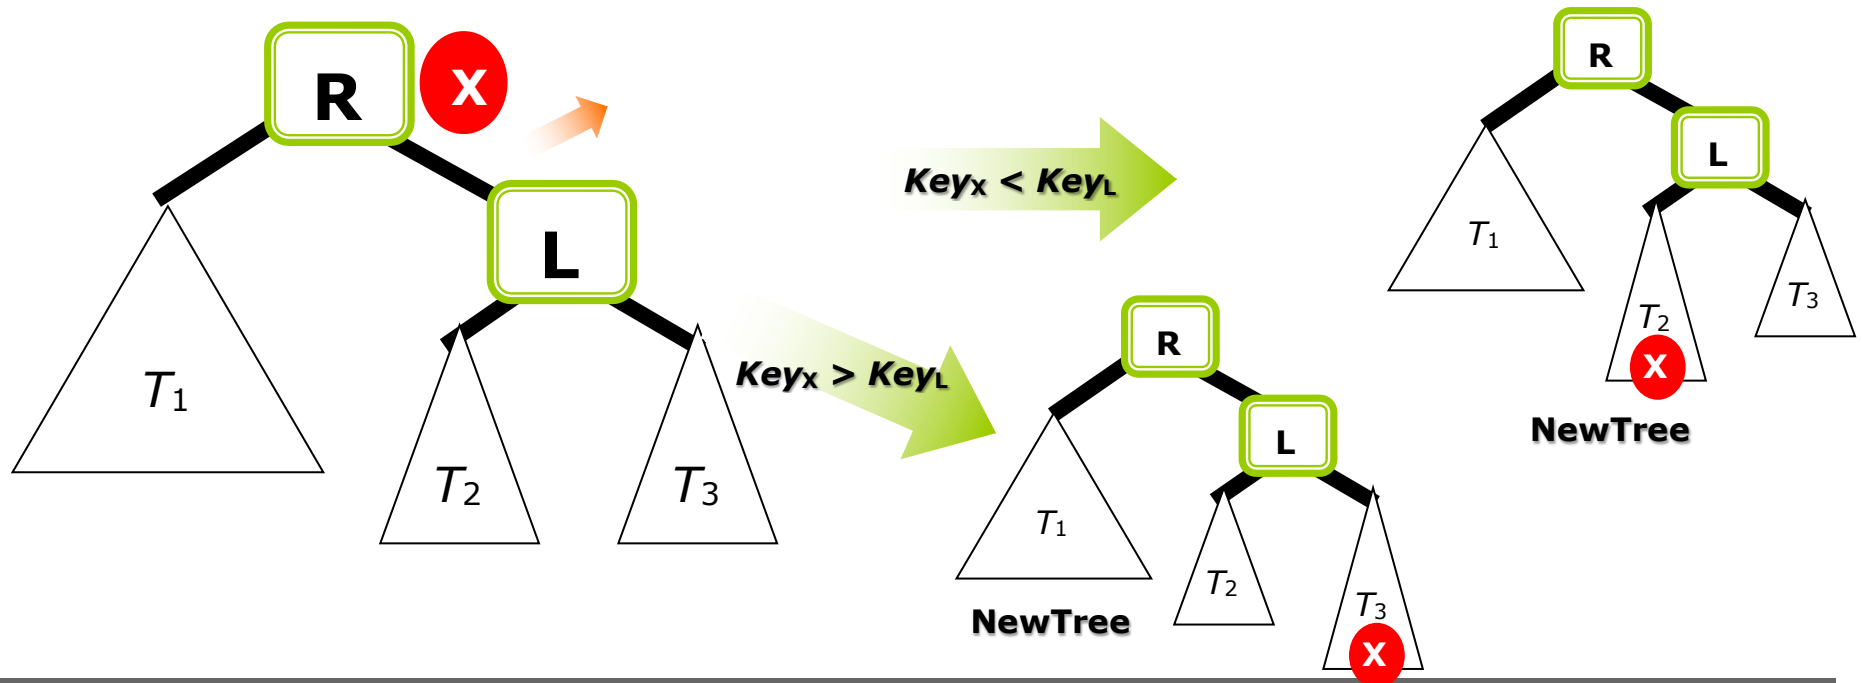 R
X
L
T1
T2
T3
KeyX < KeyL
KeyX > KeyL
R
L
T1
T2
X
T3
NewTree
R
L
T1
T2
T3
X
NewTree